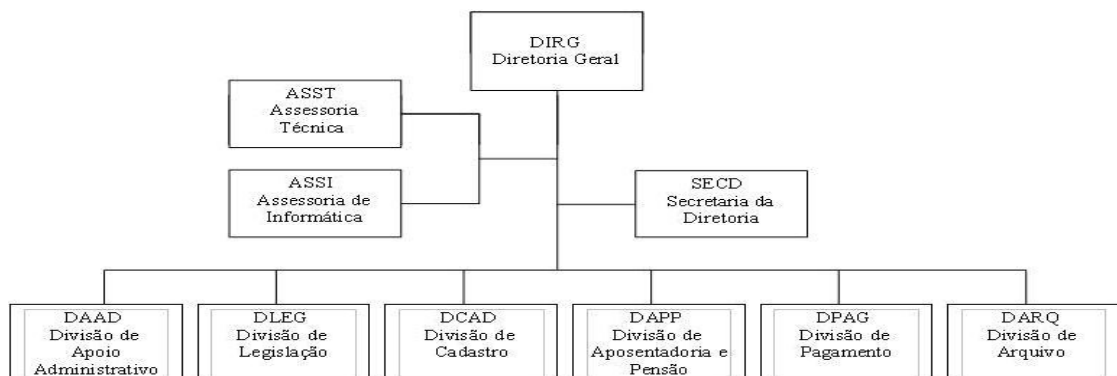 DIRG
Diretoria Geral
ASST
Assessoria
Técnica
ASSI
Assessoria de
Informática
SECD
Secretaria da
Diretoria
DAAD
Divisão de
Apoio
Administrativo
DLEG
Divisão de
Legislação
DCAD
Divisão de
Cadastro
DAPP
Divisão de
Aposentadoria e
Pensão
DPAG
Divisão de
Pagamento
DARQ
Divisão de
Arquivo